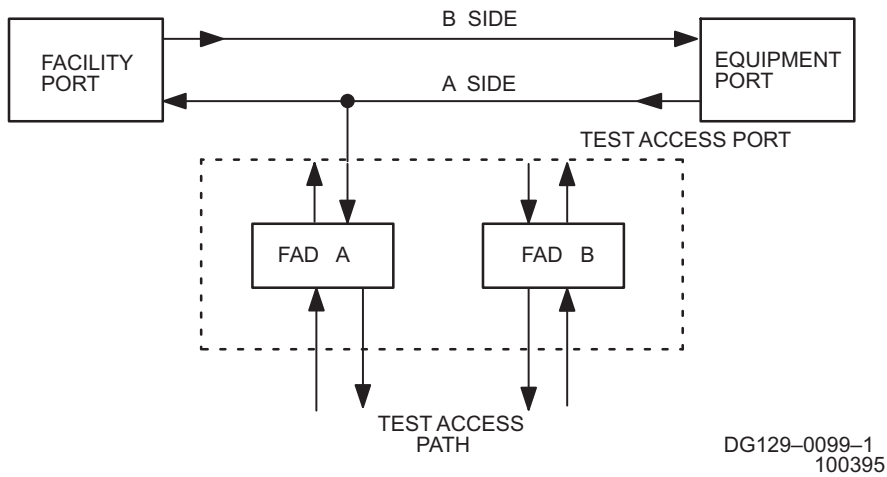 B SIDE
FACILITY
PORT
EQUIPMENT
PORT
A SIDE
TEST ACCESS PORT
FAD A
FAD B
TEST ACCESS
PATH
DG129–0099–1
100395